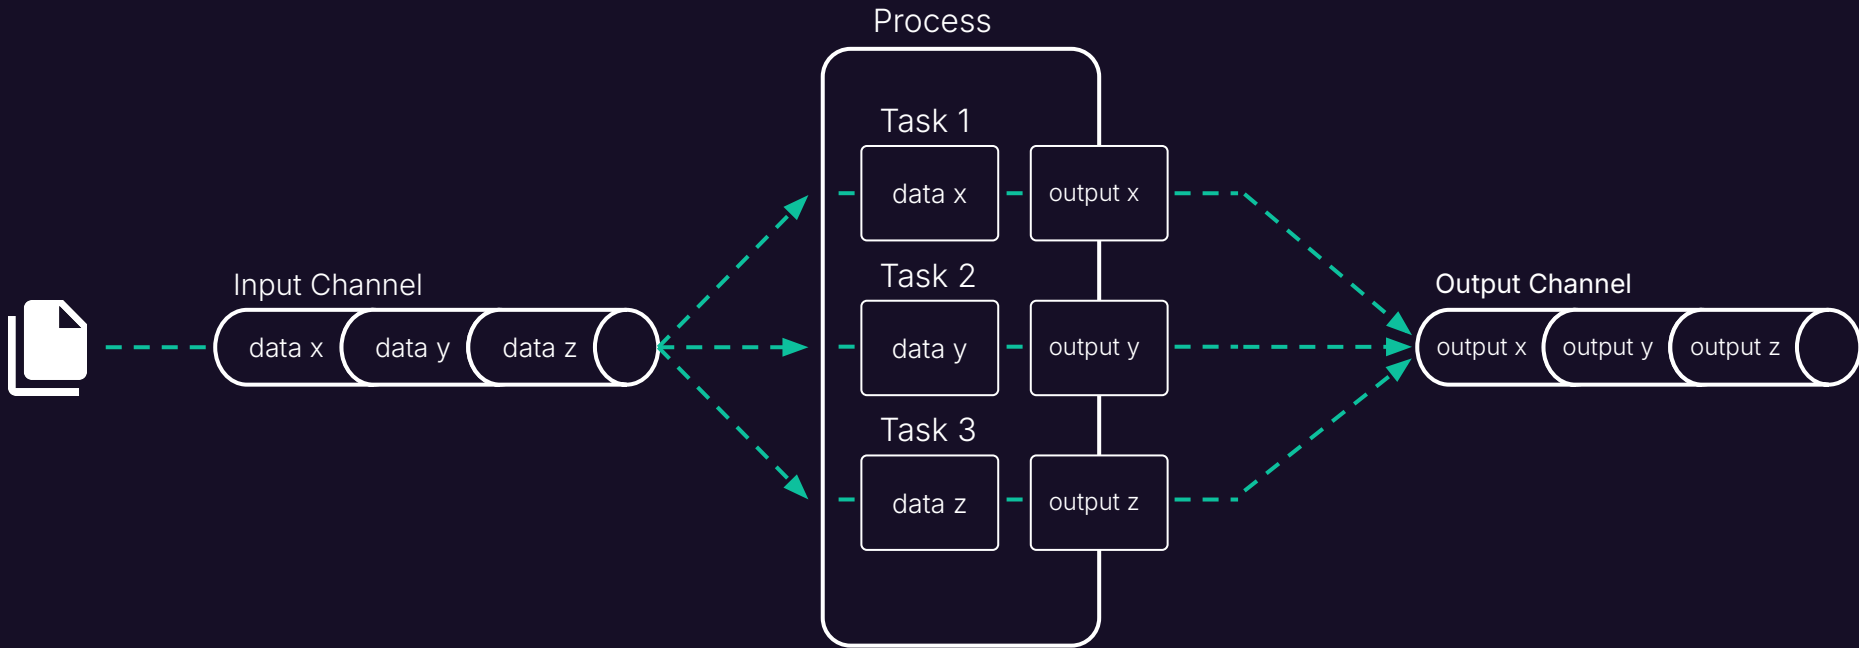 Process
Task 1
data x
output x
Task 2
data y
output y
Task 3
data z
output z
Input Channel
data x data y data z
Output Channel
output x output y output z